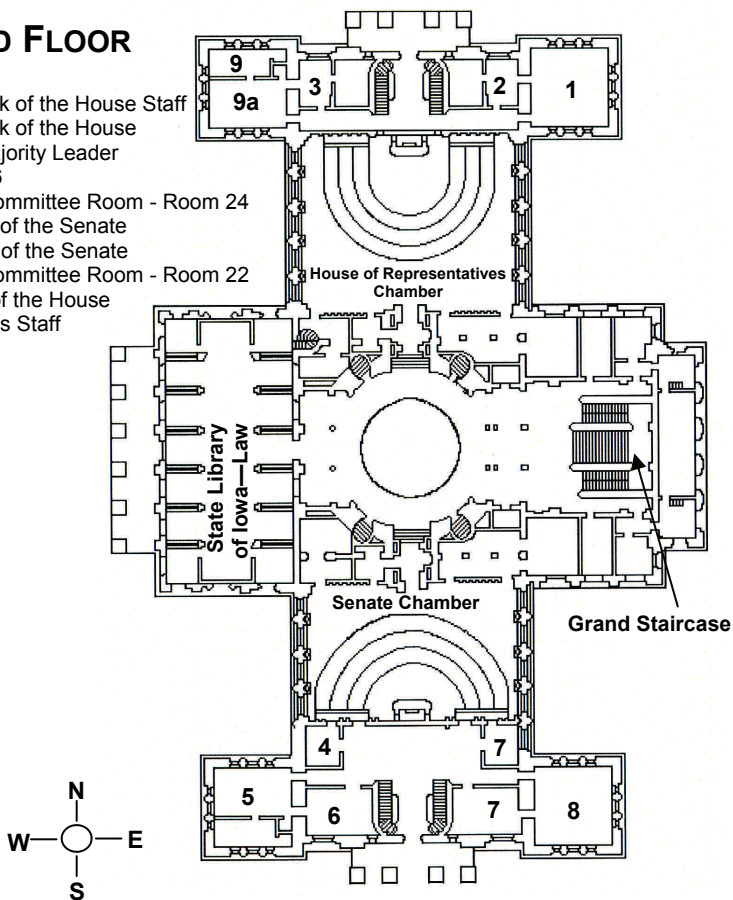 D FLOOR
k of the House Staff
k of the House
jority Leader
6
ommittee Room - Room 24
of the Senate
of the Senate
ommittee Room - Room 22
of the House
s Staff
9
9a
3
2
1
House of Representatives
Chamber
State Library
of Iowa—Law
Senate Chamber
Grand Staircase
4
7
5
6
7
8
N
W
E
S